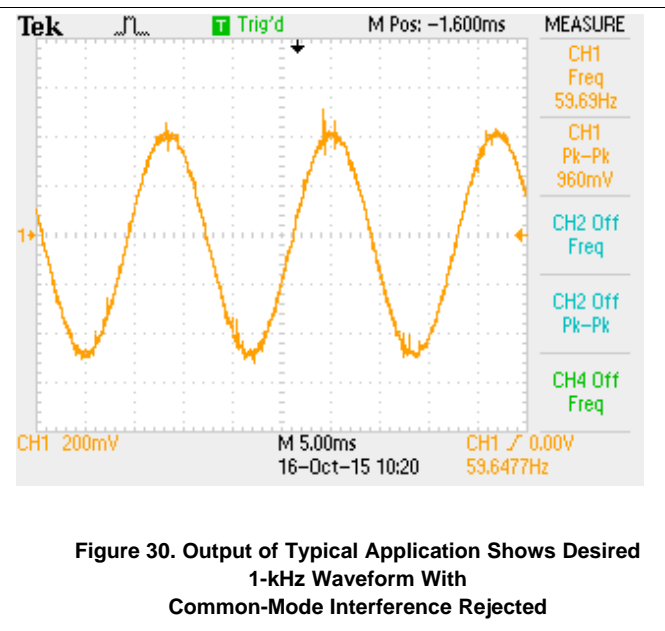 Tek T Trig'd M Pos: -1.600ms MEASURE
CH1
Freq
59.69Hz
CH1
Pk-Pk
960mV
1
CH2 Off
Freq
CH2 Off
Pk-Pk
CH4 Off
Freq
CH1 200mV M 5.00ms CH1 0.00V
16-Oct-15 10:20 59.6477Hz
Figure 30. Output of Typical Application Shows Desired
1-kHz Waveform With
Common-Mode Interference Rejected